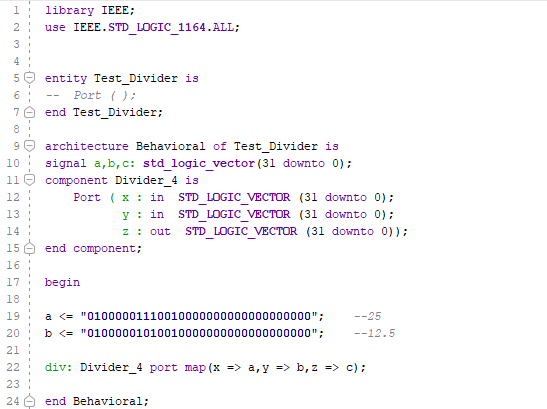 1 library IEEE;
2 use IEEE.STD_LOGIC_1164.ALL;
3
4
5 entity Test_Divider is
6 -- Port ( );
7 end Test_Divider;
8
9 architecture Behavioral of Test_Divider is
10 signal a,b,c: std_logic_vector(31 downto 0);
11 component Divider_4 is
12 Port ( x : in STD_LOGIC_VECTOR (31 downto 0);
13 y : in STD_LOGIC_VECTOR (31 downto 0);
14 z : out STD_LOGIC_VECTOR (31 downto 0));
15 end component;
16
17 begin
18
19 a <= "01000001110010000000000000000000"; --25
20 b <= "01000001010010000000000000000000"; --12.5
21
22 div: Divider_4 port map(x => a,y => b,z => c);
23
24 end Behavioral;